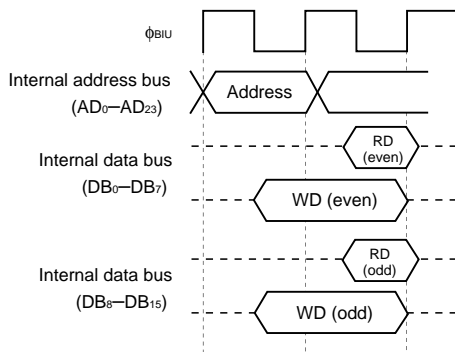 ϕBIU
Internal address bus
(AD0–AD23)
Address
Internal data bus
(DB0–DB7)
RD
(even)
WD (even)
Internal data bus
(DB8–DB15)
RD
(odd)
WD (odd)